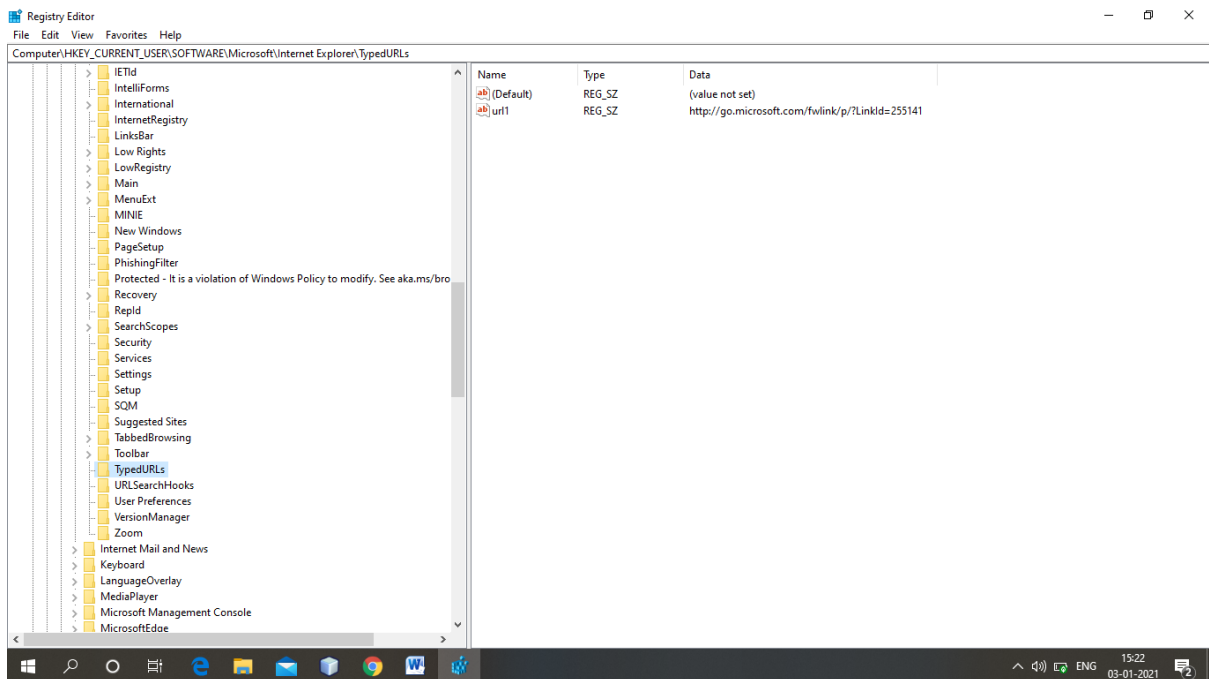 Registry Editor
File Edit View Favorites Help
Computer\HKEY_CURRENT_USER\SOFTWARE\Microsoft\Internet Explorer\TypedURLs
IETld
IntelliForms
International
InternetRegistry
LinksBar
Low Rights
LowRegistry
Main
MenuExt
MINIE
New Windows
PageSetup
PhishingFilter
Protected - It is a violation of Windows Policy to modify. See aka.ms/bro
Recovery
RepId
SearchScopes
Security
Services
Settings
Setup
SQM
Suggested Sites
TabbedBrowsing
Toolbar
TypedURLs
URLSearchHooks
User Preferences
VersionManager
Zoom
Internet Mail and News
Keyboard
LanguageOverlay
MediaPlayer
Microsoft Management Console
MicrosoftEdge
Name Type Data
ab (Default) REG_SZ (value not set)
ab url1 REG_SZ http://go.microsoft.com/fwlink/p/?LinkId=255141
W ENG 15:22
03-01-2021 2